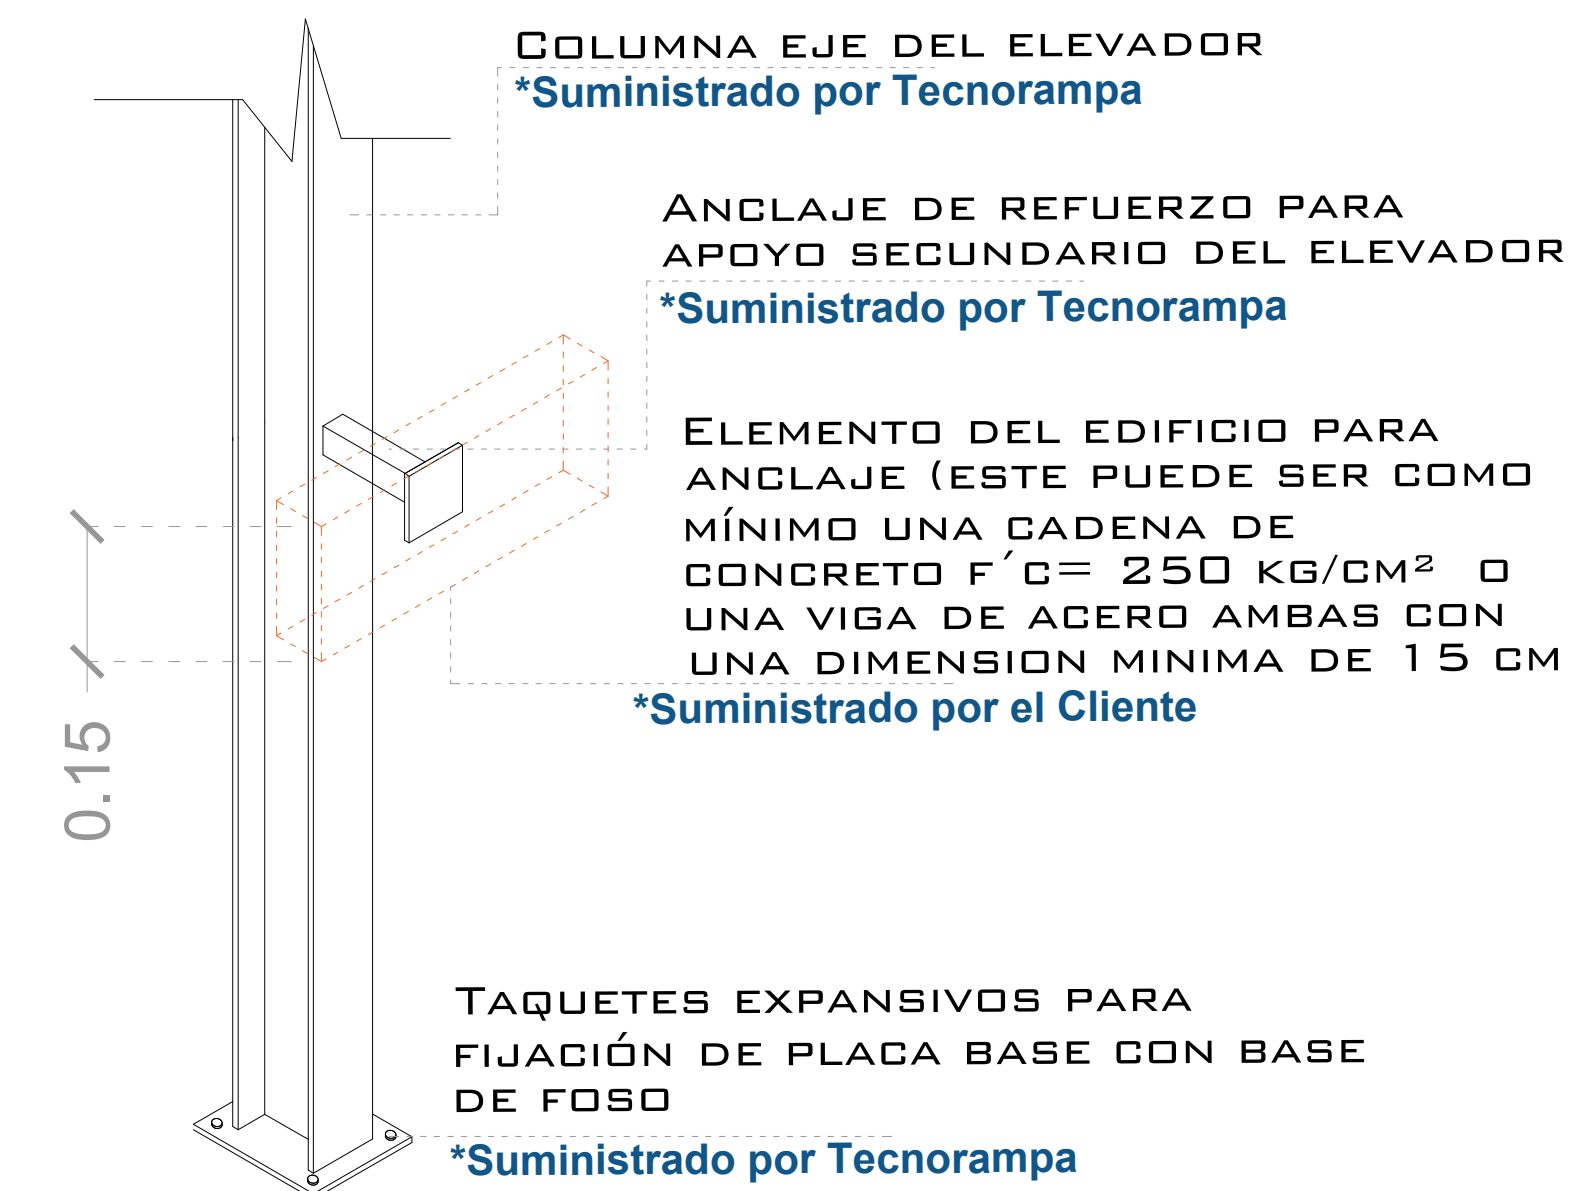 COLUMNA EJE DEL ELEVADOR
*Suministrado por Tecnorampa
ANCLAJE DE REFUERZO PARA
APOYO SECUNDARIO DEL ELEVADOR
*Suministrado por Tecnorampa
ELEMENTO DEL EDIFICIO PARA
ANCLAJE (ESTE PUEDE SER COMO
MÍNIMO UNA CADENA DE
CONCRETO F´C= 250 KG/CM² O
UNA VIGA DE ACERO AMBAS CON
UNA DIMENSION MINIMA DE 15 CM
*Suministrado por el Cliente
0.15
TAQUETES EXPANSIVOS PARA
FIJACIÓN DE PLACA BASE CON BASE
DE FOSO
*Suministrado por Tecnorampa